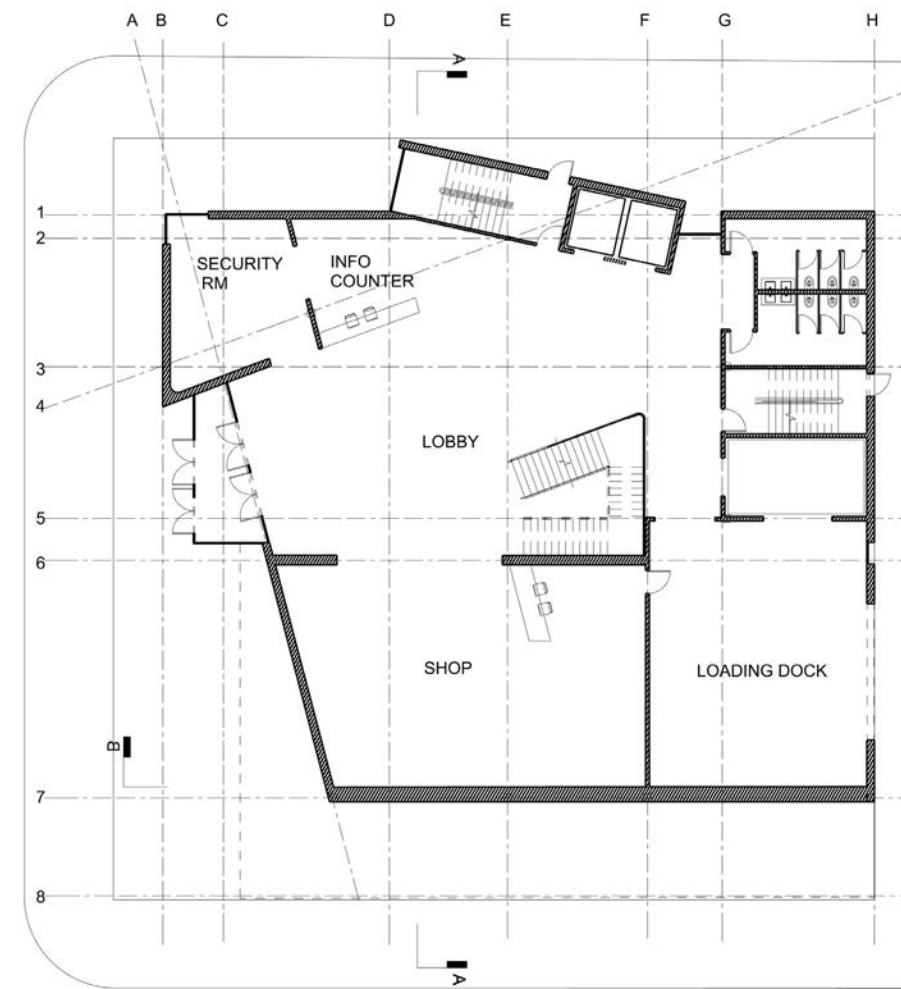 A B C D E F G H
A
1
2
SECURITY
RM
INFO
COUNTER
3
4
LOBBY
5
6
SHOP
LOADING DOCK
B
7
8
A